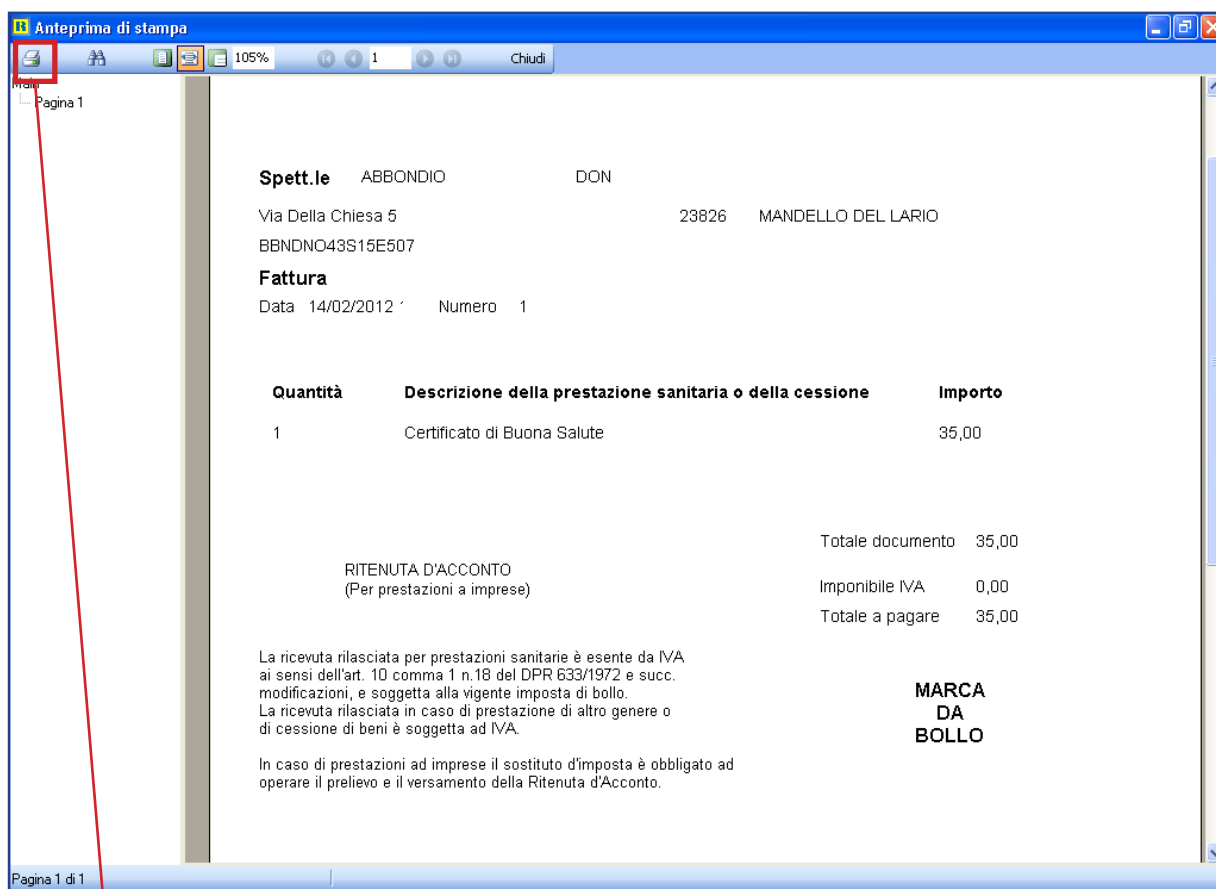 Anteprima di stampa
105% 1 Chiudi
Main
Pagina 1
Spett.le ABBONDIO DON
Via Della Chiesa 5 23826 MANDELLO DEL LARIO
BBNDNO43S15E507
Fattura
Data 14/02/2012 Numero 1
Quantità Descrizione della prestazione sanitaria o della cessione Importo
1 Certificato di Buona Salute 35,00
Totale documento 35,00
RITENUTA D'ACCONTO
(Per prestazioni a imprese)
Imponibile IVA 0,00
Totale a pagare 35,00
La ricevuta rilasciata per prestazioni sanitarie è esente da IVA
ai sensi dell'art. 10 comma 1 n.18 del DPR 633/1972 e succ.
modificazioni, e soggetta alla vigente imposta di bollo.
La ricevuta rilasciata in caso di prestazione di altro genere o
di cessione di beni è soggetta ad IVA.
MARCA
DA
BOLLO
In caso di prestazioni ad imprese il sostituto d'imposta è obbligato ad
operare il prelievo e il versamento della Ritenuta d'Acconto.
Pagina 1 di 1